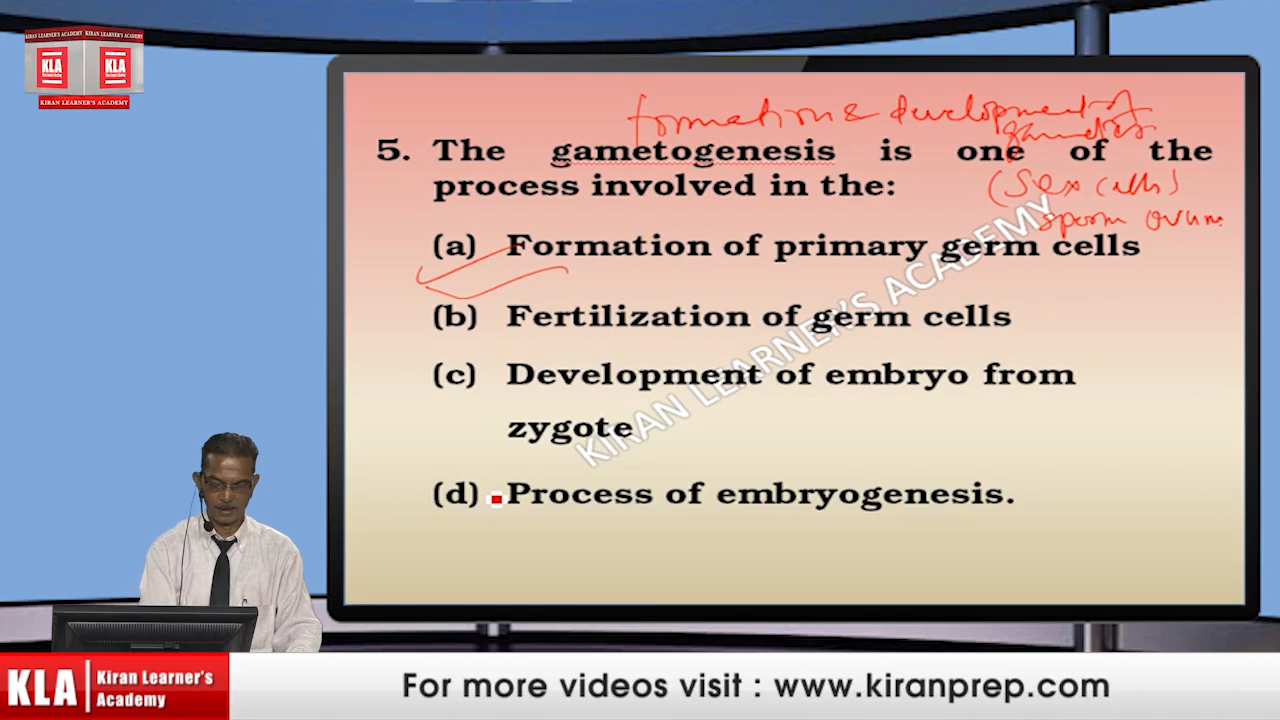 KIRAN LEARNER'S ACADEMY KIRAN LEARNER'S ACADEMY
KLA KLA
KIRAN LEARNER'S ACADEMY
formation & development of
gametes
5. The gametogenesis is one of the
process involved in the:
(Sex cells)
sperm ovum
(a) Formation of primary germ cells
(b) Fertilization of germ cells
(c) Development of embryo from
zygote
(d) Process of embryogenesis.
KIRAN LEARNER'S ACADEMY
KLA Kiran Learner's
Academy
For more videos visit : www.kiranprep.com